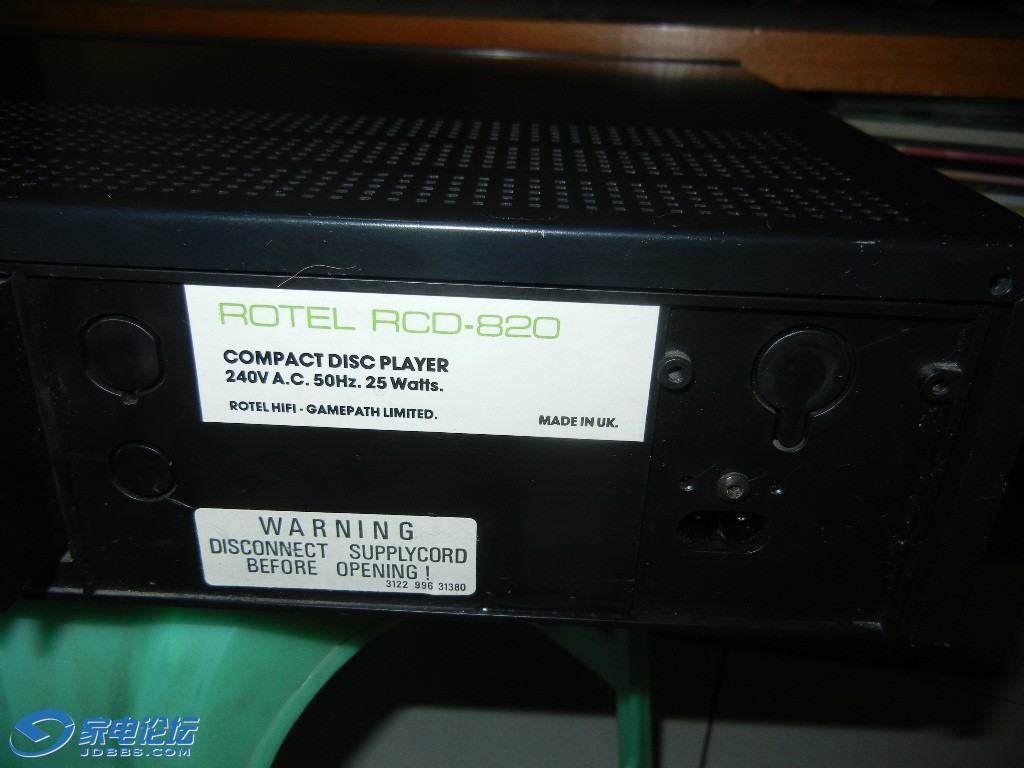 ROTEL RCD-820
COMPACT DISC PLAYER
240V A.C. 50Hz. 25 Watts.
ROTEL HIFI - GAMEPATH LIMITED.
MADE IN UK.
WARNING
DISCONNECT SUPPLYCORD
BEFORE OPENING!
3122 996 31380
家电论坛
JDBBS.COM